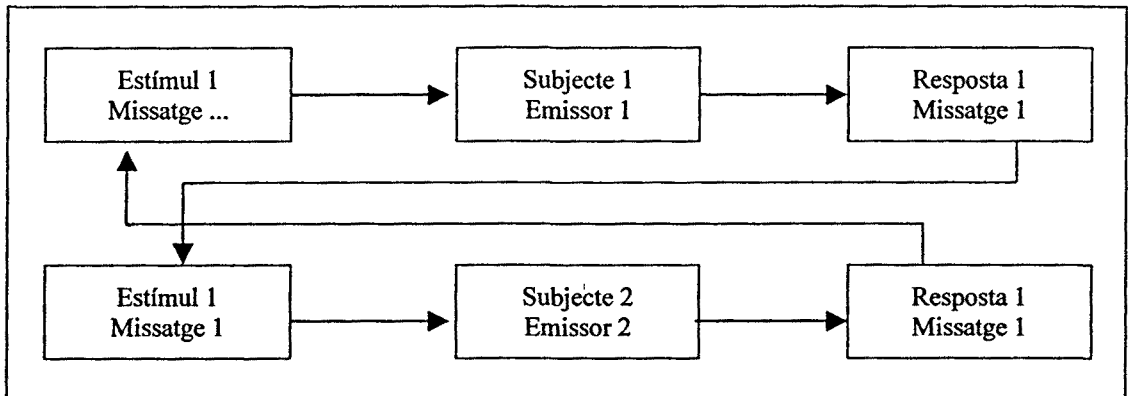 Estímul 1
Missatge ...
Subjecte 1
Emissor 1
Resposta 1
Missatge 1
Estímul 1
Missatge 1
Subjecte 2
Emissor 2
Resposta 1
Missatge 1